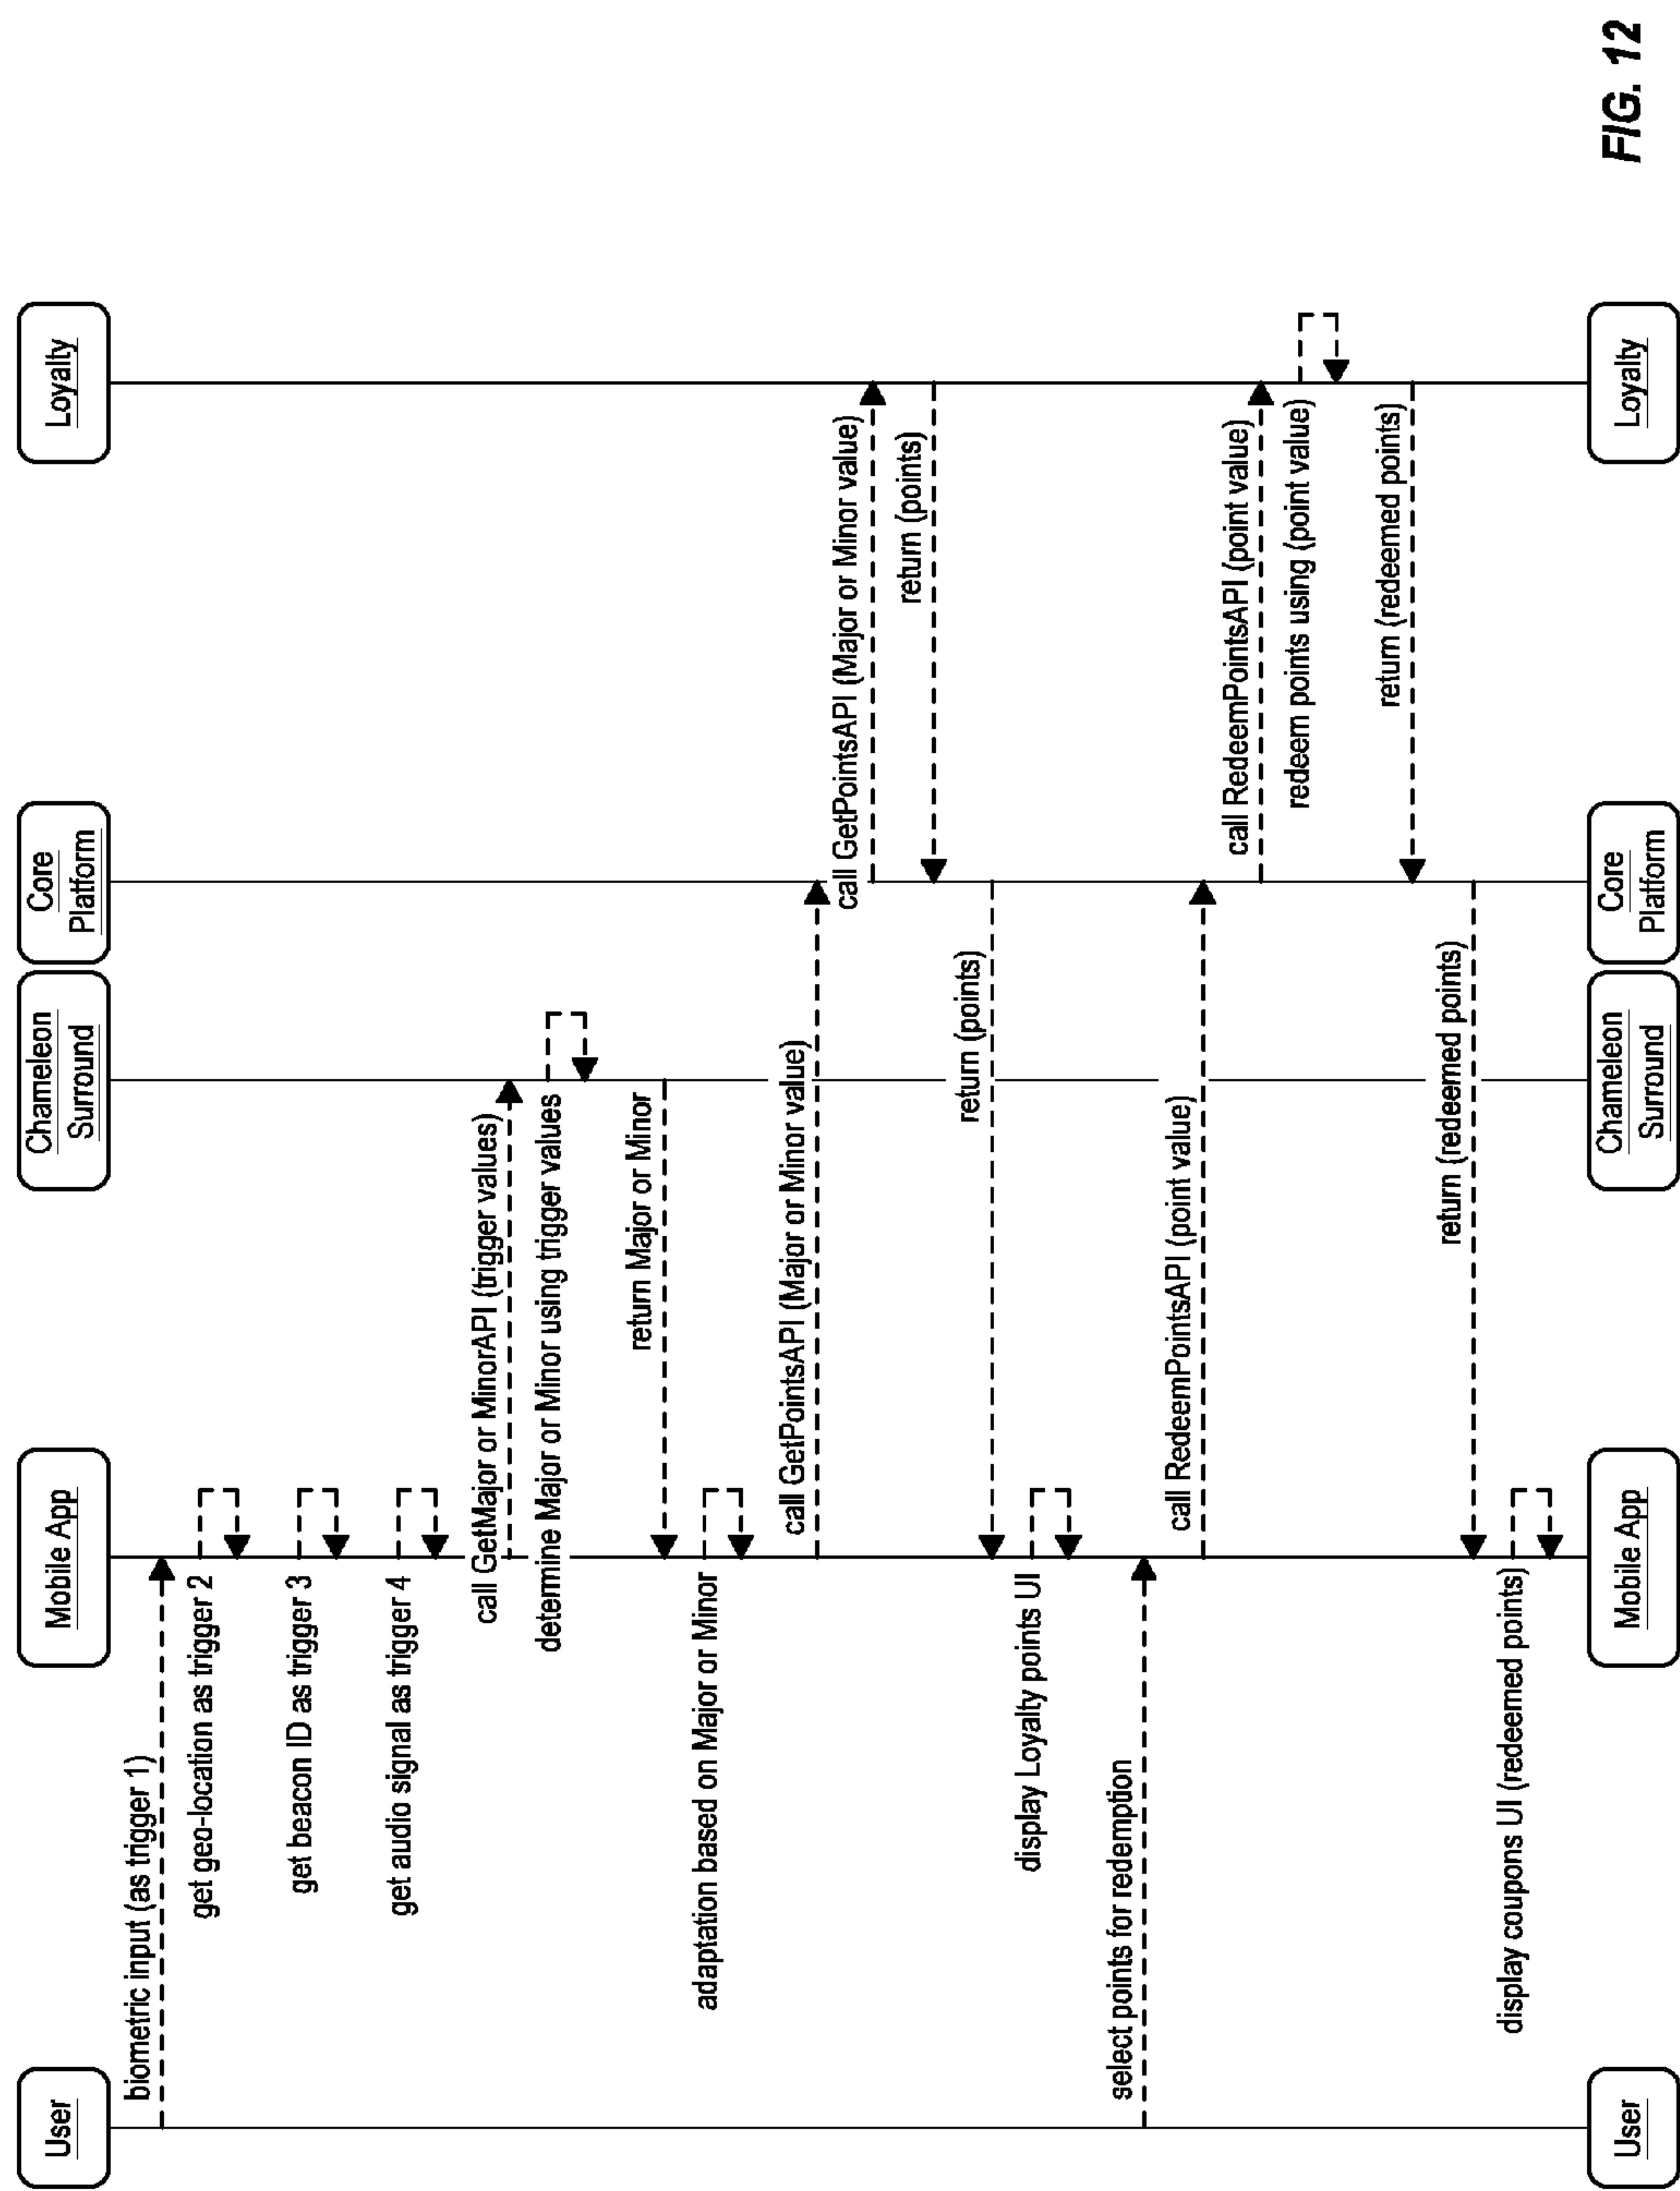 User
Mobile App
Chameleon
Surround
Core
Platform
Loyalty
biometric input (as trigger 1)
get geo-location as trigger 2
get beacon ID as trigger 3
get audio signal as trigger 4
call GetMajor or MinorAPI (trigger values)
determine Major or Minor using trigger values
return Major or Minor
adaptation based on Major or Minor
call GetPointsAPI (Major or Minor value)
call GetPointsAPI (Major or Minor value)
return (points)
return (points)
display Loyalty points UI
select points for redemption
call RedeemPointsAPI (point value)
call RedeemPointsAPI (point value)
redeem points using (point value)
return (redeemed points)
return (redeemed points)
display coupons UI (redeemed points)
User
Mobile App
Chameleon
Surround
Core
Platform
Loyalty
FIG. 12